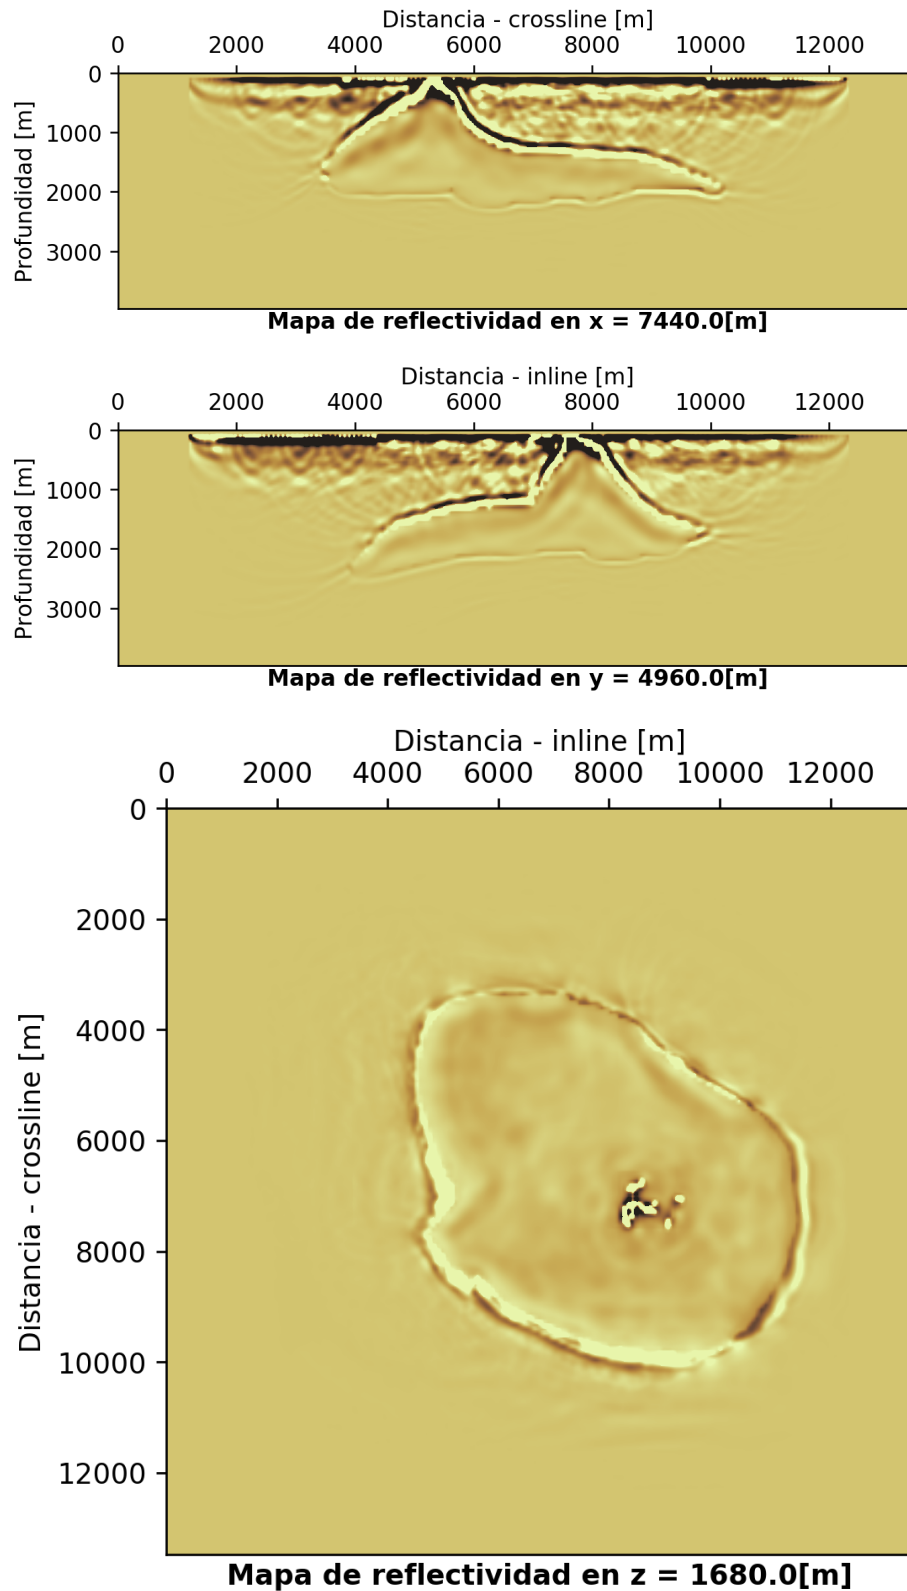 Distancia - crossline [m]
0 2000 4000 6000 8000 10000 12000
0
1000
2000
3000
Profundidad [m]
Mapa de reflectividad en x = 7440.0[m]
Distancia - inline [m]
0 2000 4000 6000 8000 10000 12000
0
1000
2000
3000
Profundidad [m]
Mapa de reflectividad en y = 4960.0[m]
Distancia - inline [m]
0 2000 4000 6000 8000 10000 12000
0
2000
4000
6000
8000
10000
12000
Distancia - crossline [m]
Mapa de reflectividad en z = 1680.0[m]